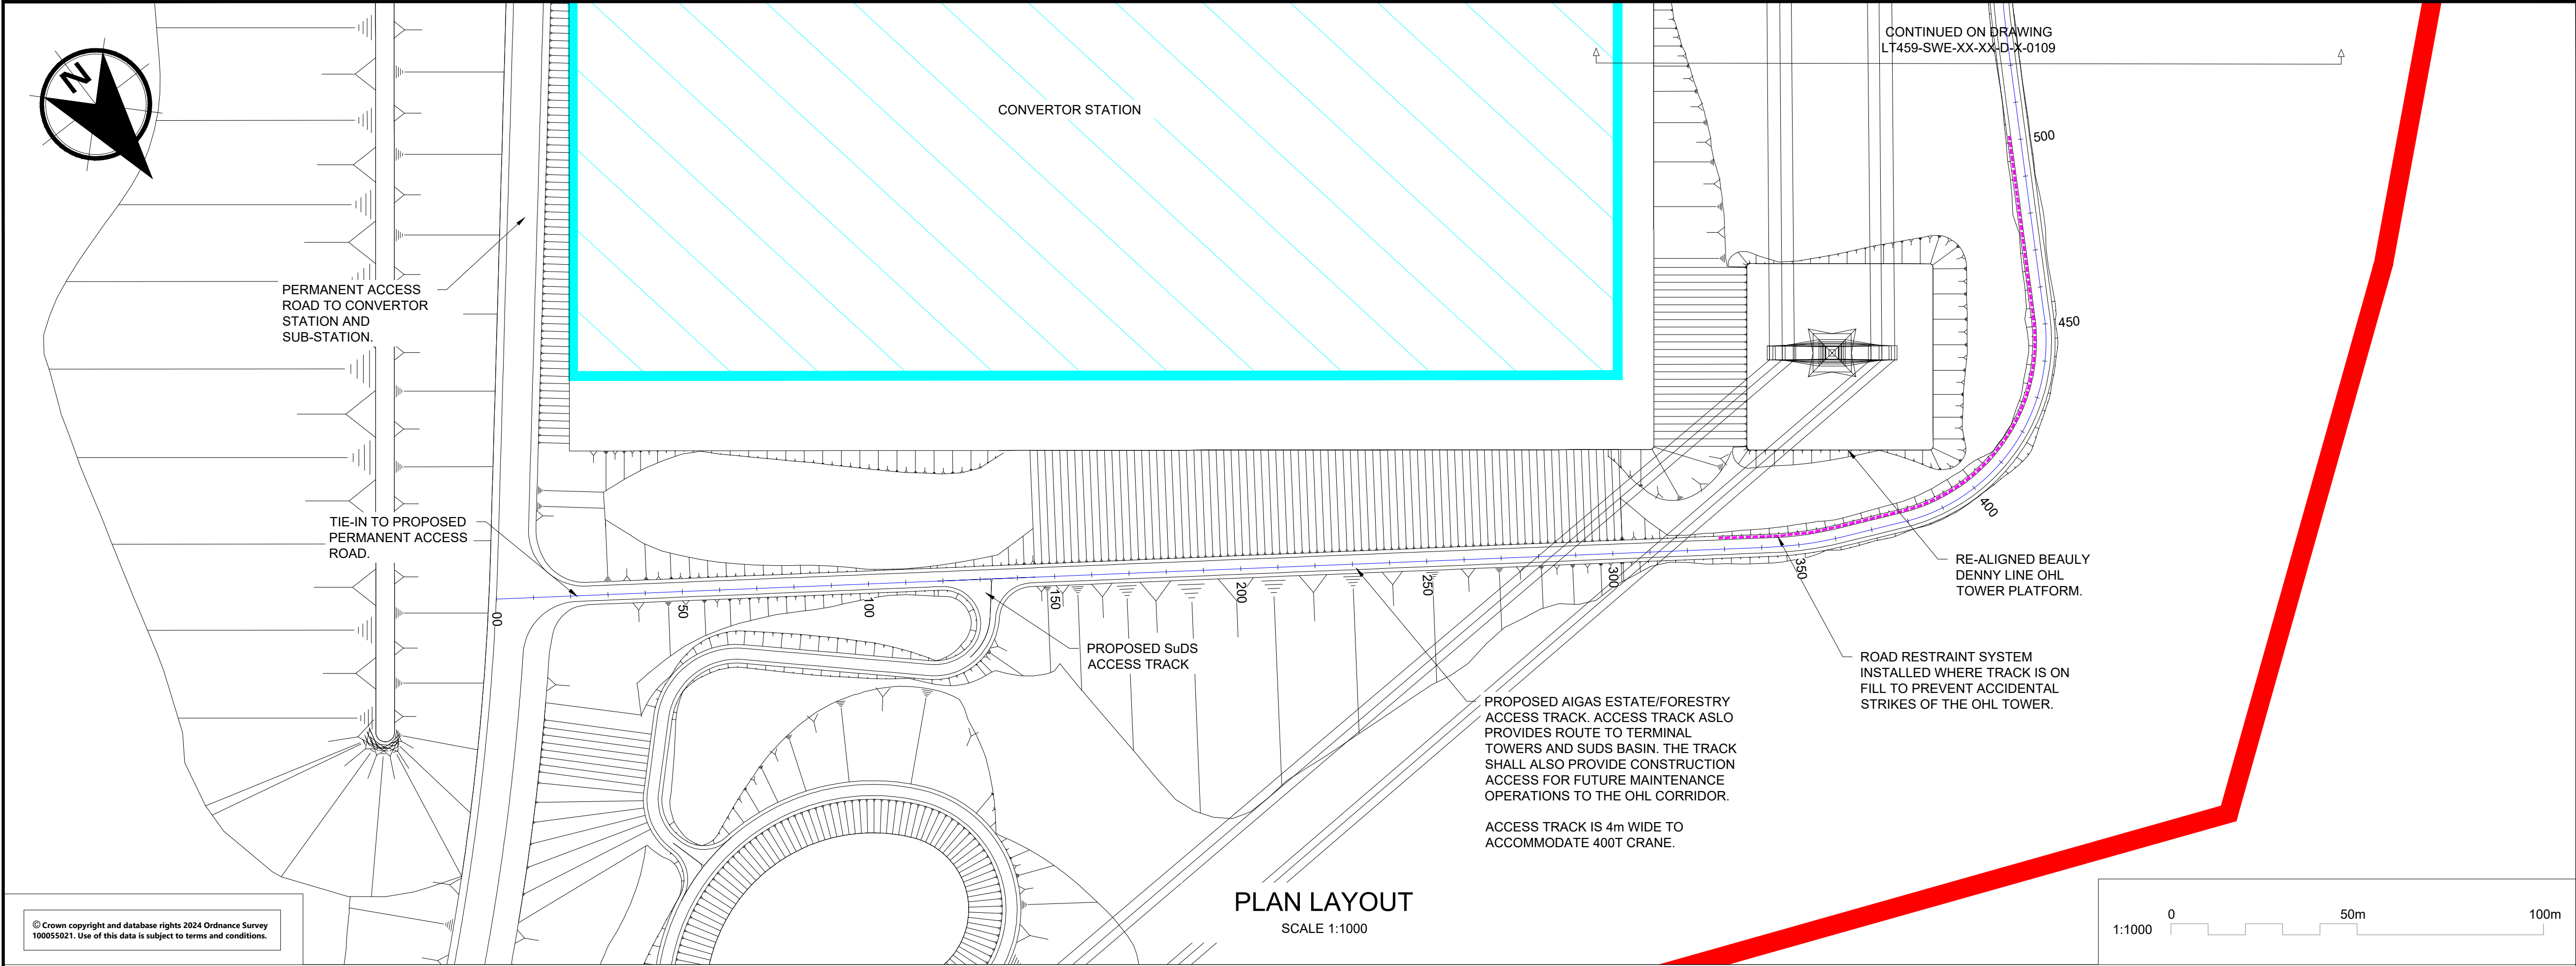 CONTINUED ON DRAWING
LT459-SWE-XX-XX-D-X-0109
N
CONVERTOR STATION
500
450
PERMANENT ACCESS
ROAD TO CONVERTOR
STATION AND
SUB-STATION.
TIE-IN TO PROPOSED
PERMANENT ACCESS
ROAD.
00
50
100
150
200
250
300
350
400
RE-ALIGNED BEAULY
DENNY LINE OHL
TOWER PLATFORM.
PROPOSED SuDS
ACCESS TRACK
ROAD RESTRAINT SYSTEM
INSTALLED WHERE TRACK IS ON
FILL TO PREVENT ACCIDENTAL
STRIKES OF THE OHL TOWER.
PROPOSED AIGAS ESTATE/FORESTRY
ACCESS TRACK. ACCESS TRACK ASLO
PROVIDES ROUTE TO TERMINAL
TOWERS AND SUDS BASIN. THE TRACK
SHALL ALSO PROVIDE CONSTRUCTION
ACCESS FOR FUTURE MAINTENANCE
OPERATIONS TO THE OHL CORRIDOR.
ACCESS TRACK IS 4m WIDE TO
ACCOMMODATE 400T CRANE.
PLAN LAYOUT
SCALE 1:1000
© Crown copyright and database rights 2024 Ordnance Survey
100055021. Use of this data is subject to terms and conditions.
1:1000
0
50m
100m